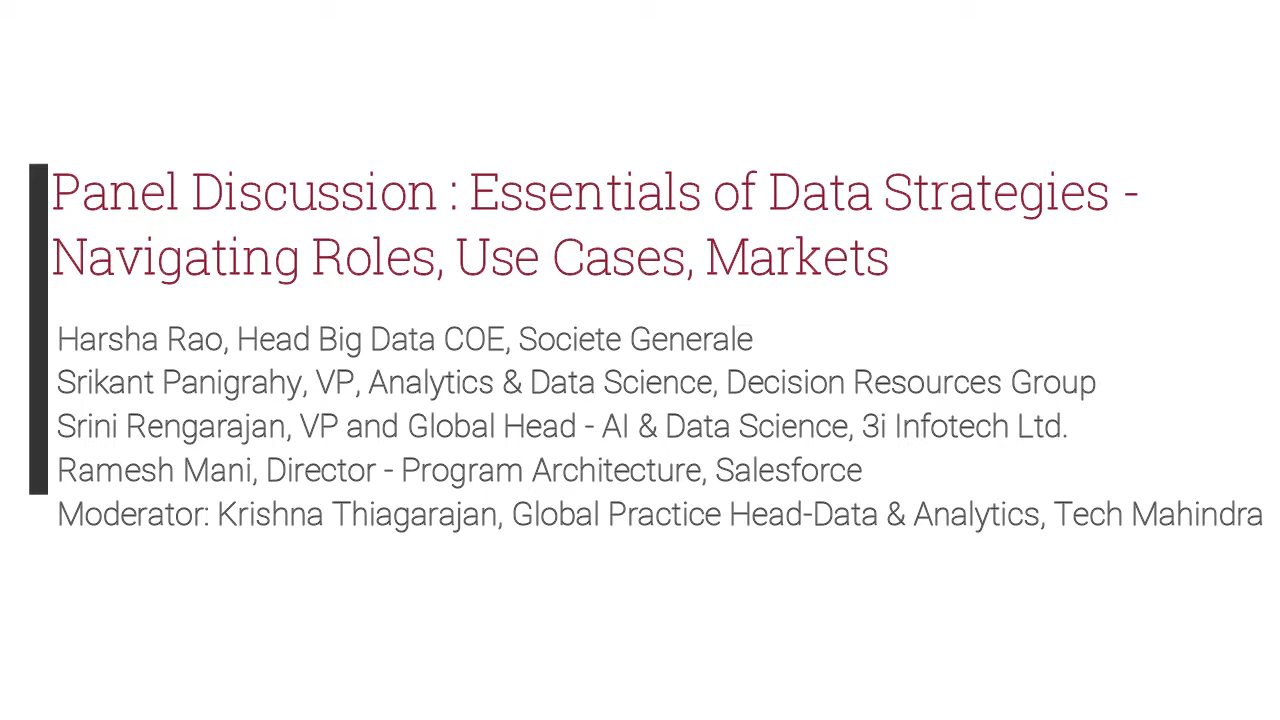 Panel Discussion : Essentials of Data Strategies -
Navigating Roles, Use Cases, Markets
Harsha Rao, Head Big Data COE, Societe Generale
Srikant Panigrahy, VP, Analytics & Data Science, Decision Resources Group
Srini Rengarajan, VP and Global Head - AI & Data Science, 3i Infotech Ltd.
Ramesh Mani, Director - Program Architecture, Salesforce
Moderator: Krishna Thiagarajan, Global Practice Head-Data & Analytics, Tech Mahindra